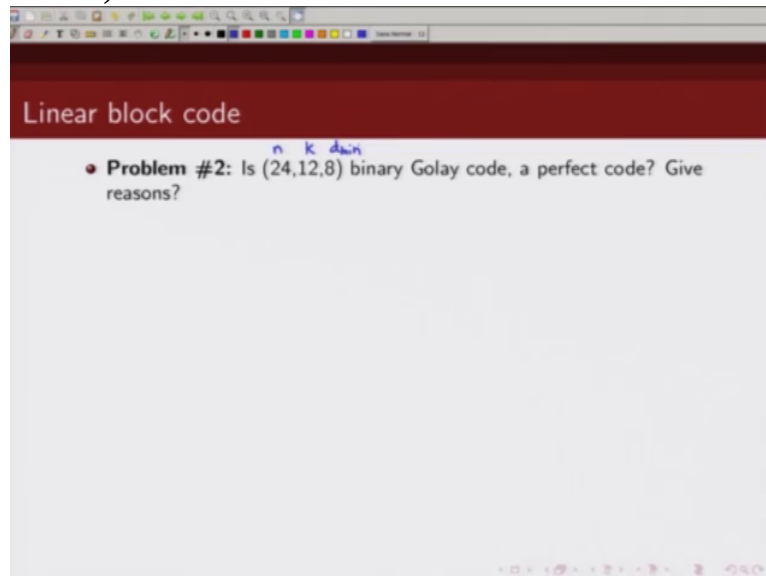 Linear block code
n k dmin
Problem #2: Is (24,12,8) binary Golay code, a perfect code? Give
reasons?